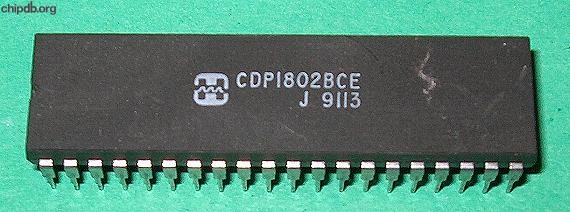 chipdb.org
CDP1802BCE
J 9113